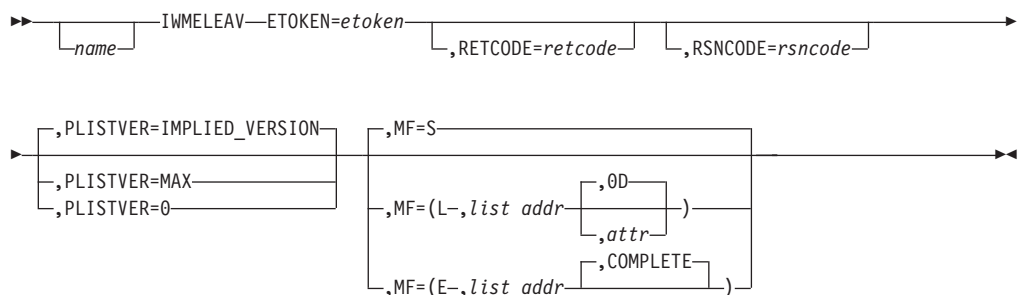 IWMELEAV ETOKEN=etoken
name ,RETCODE=retcode ,RSNCODE=rsncode
,PLISTVER=IMPLIED_VERSION ,MF=S
,PLISTVER=MAX ,0D
,PLISTVER=0 ,MF=(L ,list addr )
,attr
,COMPLETE
,MF=(E ,list addr )